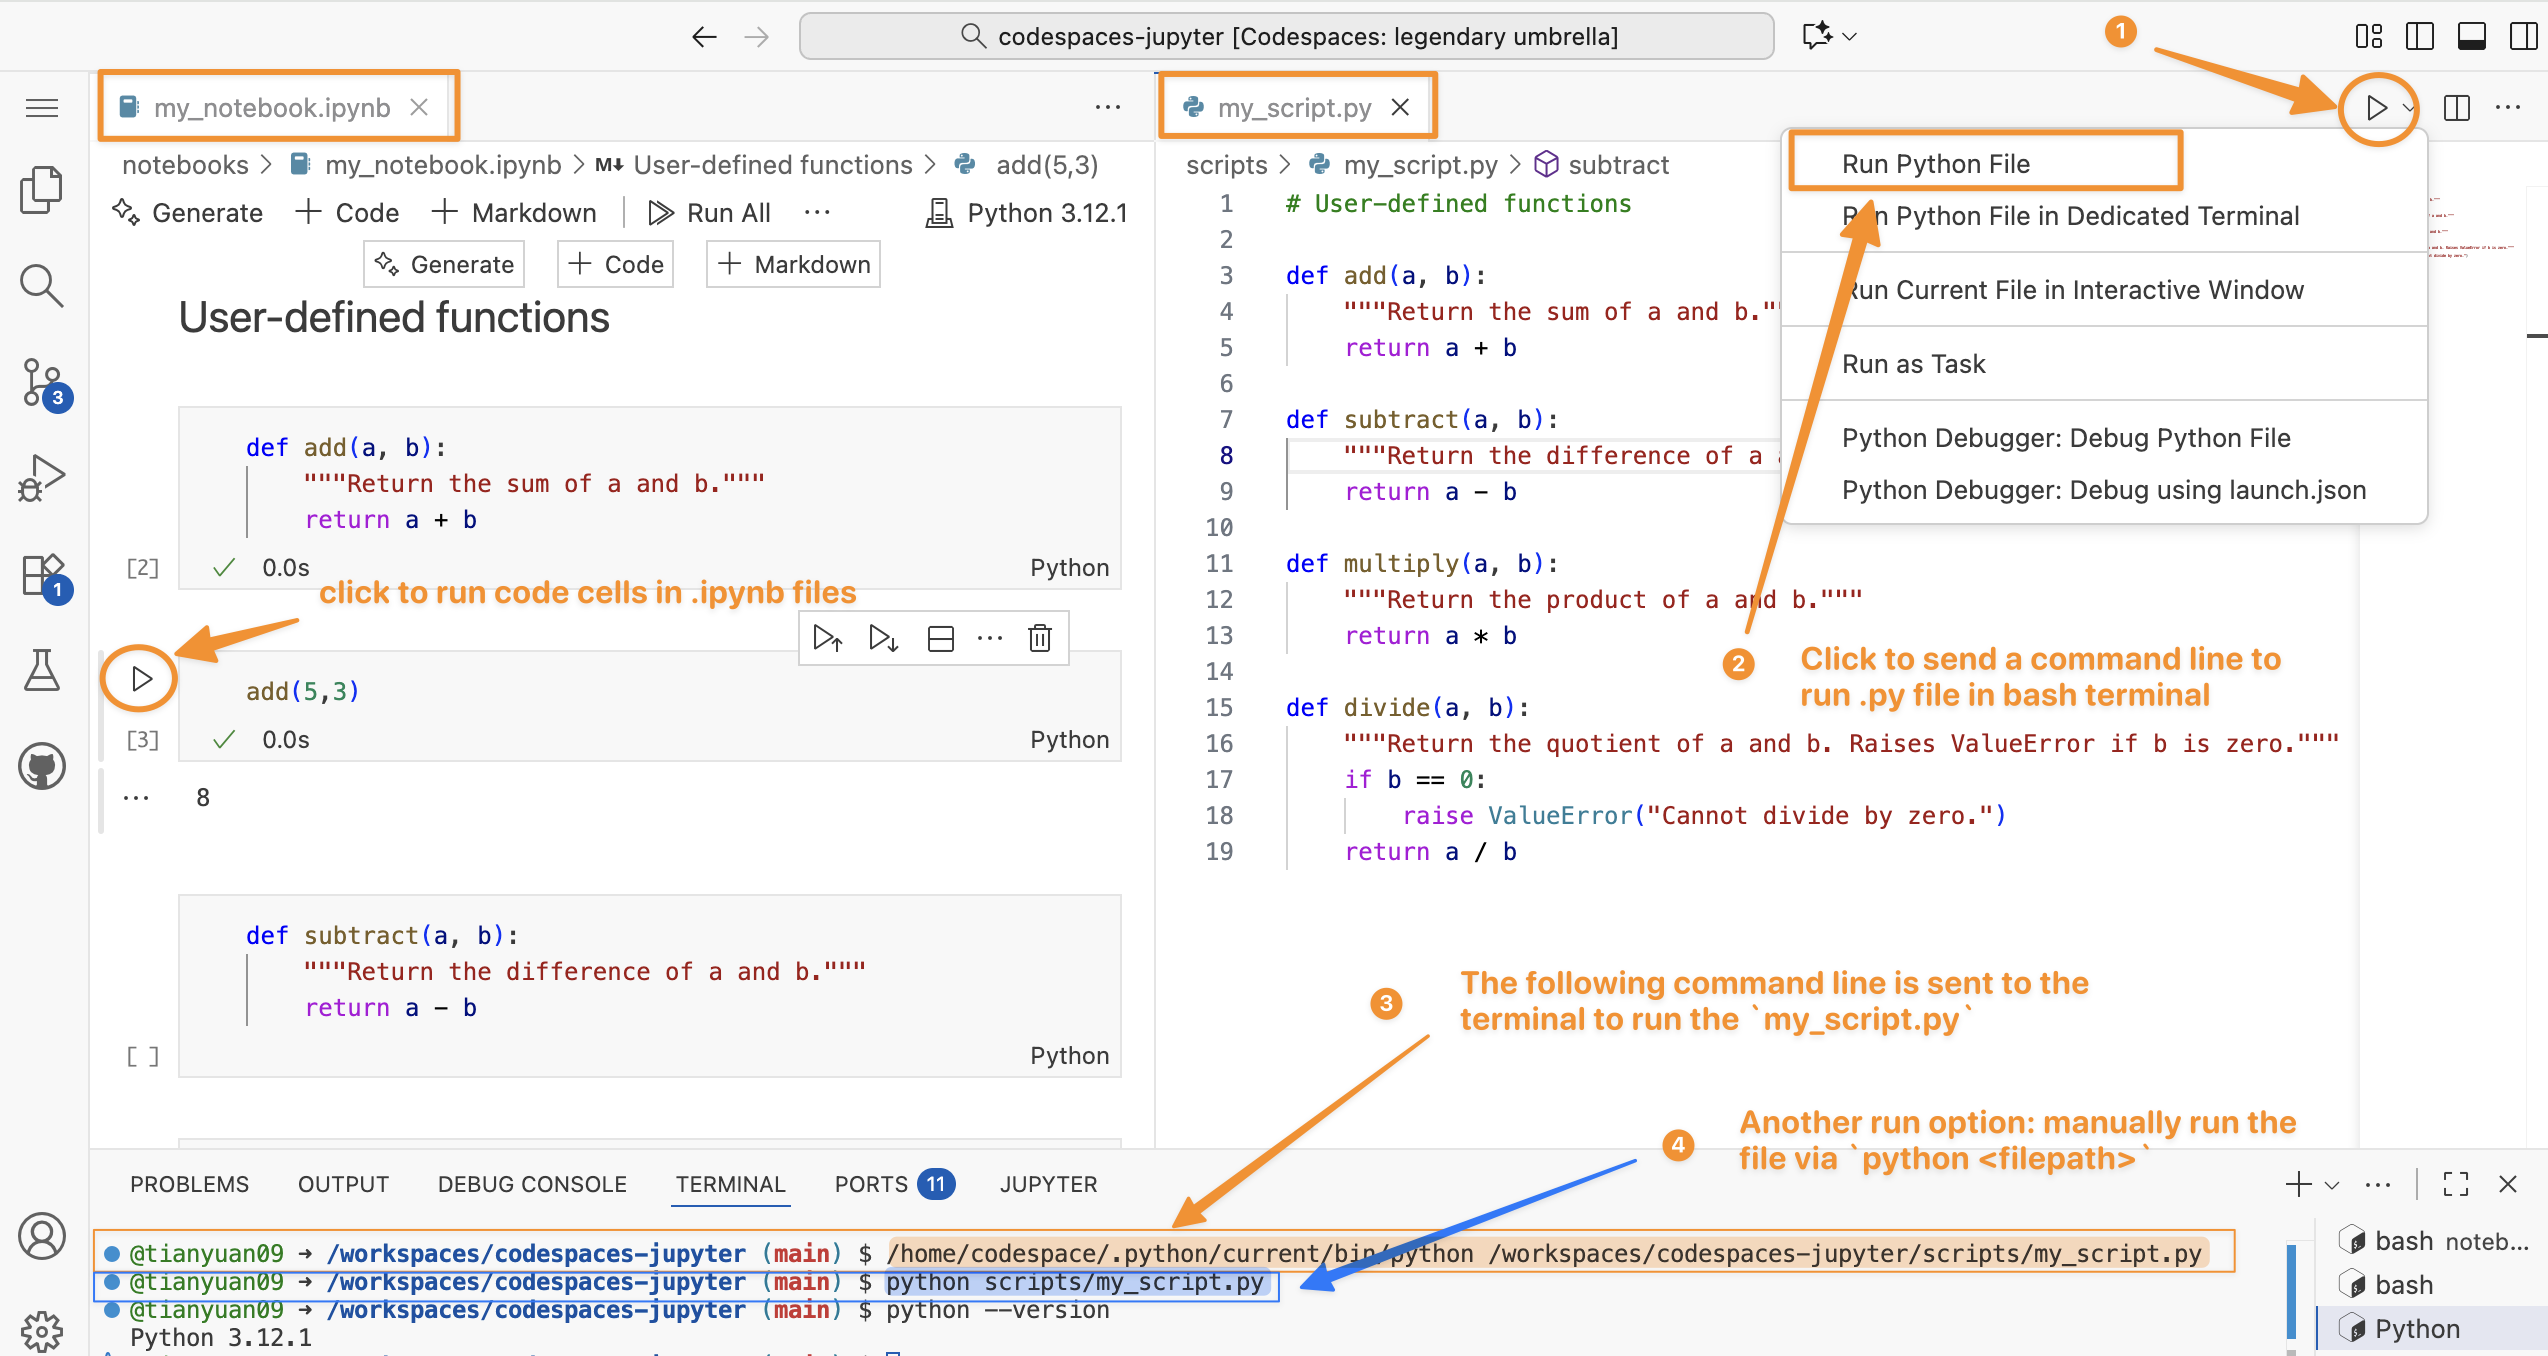 codespaces-jupyter [Codespaces: legendary umbrella]
1
my_notebook.ipynb
my_script.py
notebooks > my_notebook.ipynb > M↓ User-defined functions > add(5,3)
Generate + Code + Markdown | Run All ... Python 3.12.1
Generate + Code + Markdown
User-defined functions
def add(a, b):
"""Return the sum of a and b."""
return a + b
[2] ✓ 0.0s Python
click to run code cells in .ipynb files
add(5,3)
[3] ✓ 0.0s Python
... 8
def subtract(a, b):
"""Return the difference of a and b."""
return a - b
[ ] Python
3
1
scripts > my_script.py > subtract
1 # User-defined functions
2
3 def add(a, b):
4 """Return the sum of a and b."
5 return a + b
6
7 def subtract(a, b):
8 """Return the difference of a
9 return a - b
10
11 def multiply(a, b):
12 """Return the product of a and b."""
13 return a * b
14
15 def divide(a, b):
16 """Return the quotient of a and b. Raises ValueError if b is zero."""
17 if b == 0:
18 raise ValueError("Cannot divide by zero.")
19 return a / b
Run Python File
Run Python File in Dedicated Terminal
Run Current File in Interactive Window
Run as Task
Python Debugger: Debug Python File
Python Debugger: Debug using launch.json
2 Click to send a command line to
run .py file in bash terminal
3 The following command line is sent to the
terminal to run the `my_script.py`
4 Another run option: manually run the
file via `python <filepath>`
PROBLEMS OUTPUT DEBUG CONSOLE TERMINAL PORTS 11 JUPYTER
@tianyuan09 → /workspaces/codespaces-jupyter (main) $ /home/codespace/.python/current/bin/python /workspaces/codespaces-jupyter/scripts/my_script.py
@tianyuan09 → /workspaces/codespaces-jupyter (main) $ python scripts/my_script.py
@tianyuan09 → /workspaces/codespaces-jupyter (main) $ python --version
Python 3.12.1
bash noteb...
bash
Python